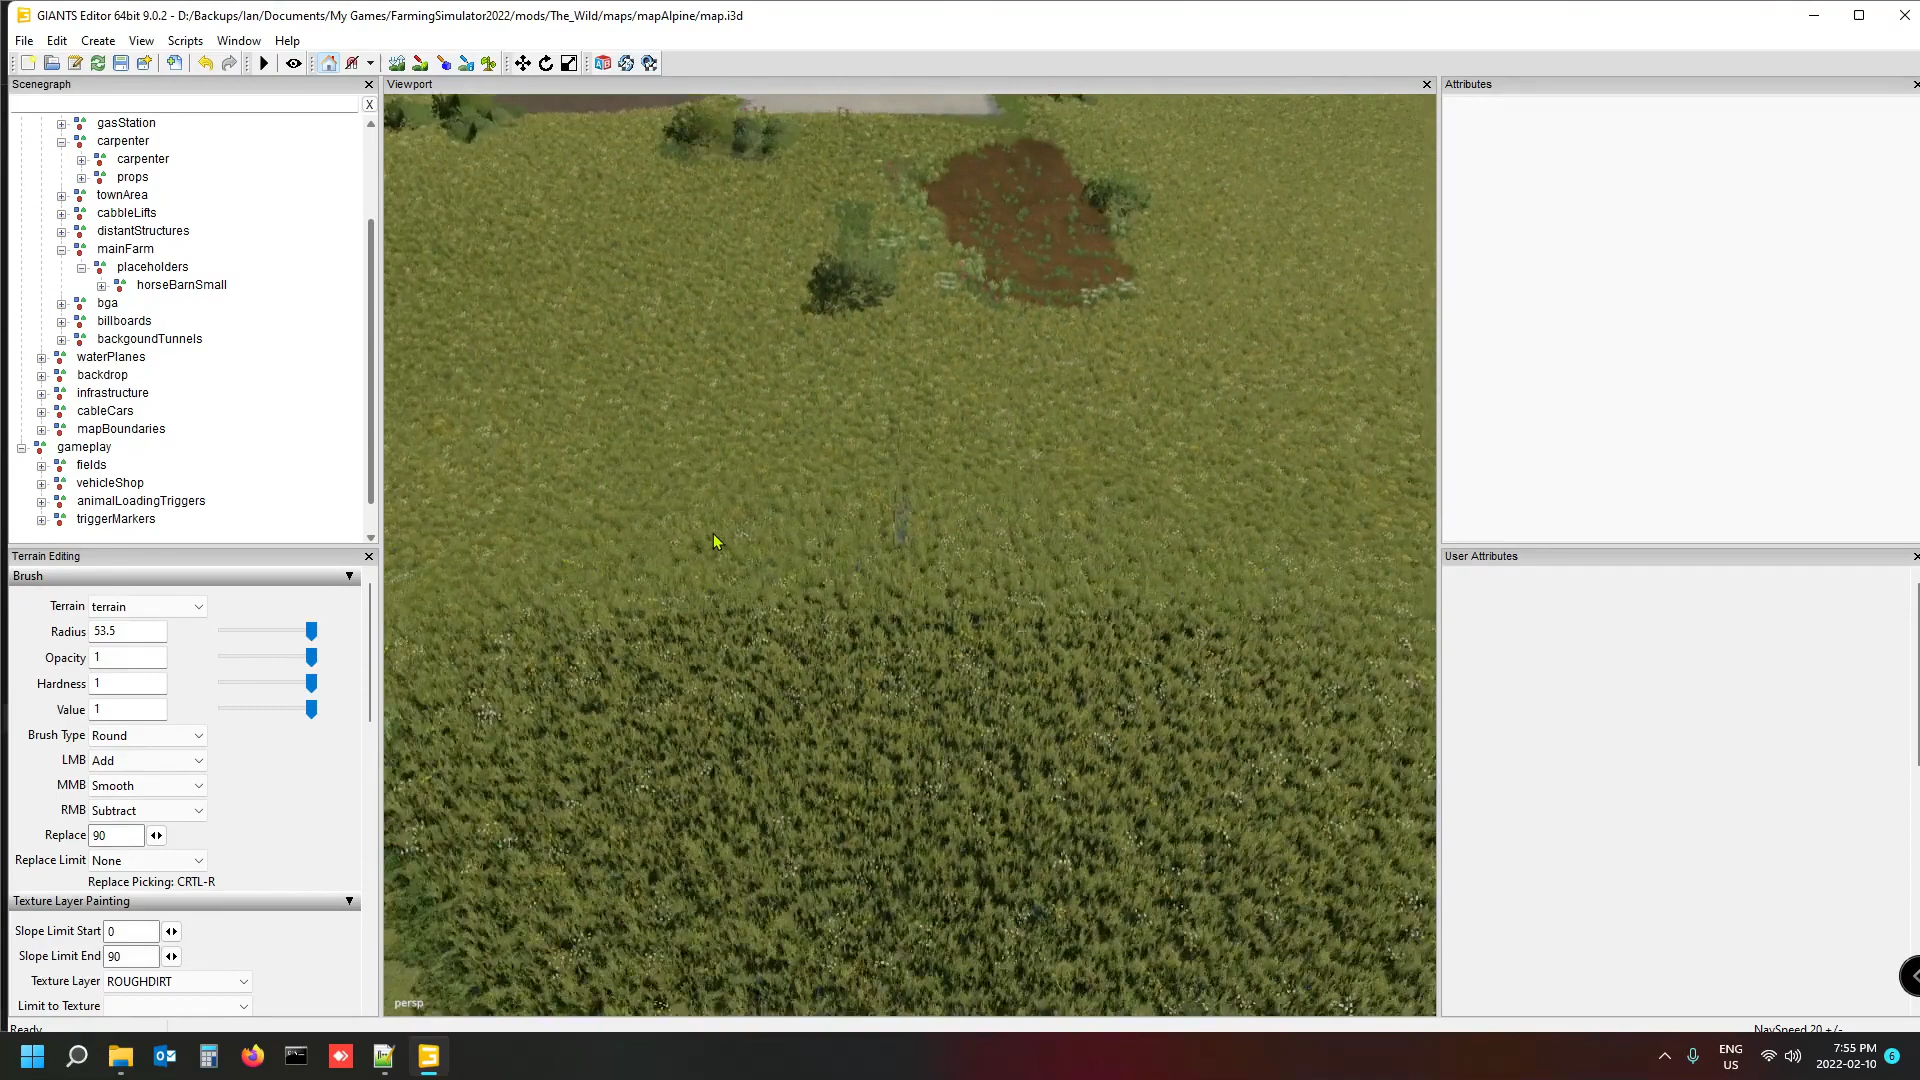 GIANTS Editor 64bit 9.0.2 - D:/Backups/Ian/Documents/My Games/FarmingSimulator2022/mods/The_Wild/maps/mapAlpine/map.i3d
File Edit Create View Scripts Window Help
Scenegraph
X
gasStation
carpenter
carpenter
props
townArea
cabbleLifts
distantStructures
mainFarm
placeholders
horseBarnSmall
bga
billboards
backgoundTunnels
waterPlanes
backdrop
infrastructure
cableCars
mapBoundaries
gameplay
fields
vehicleShop
animalLoadingTriggers
triggerMarkers
Terrain Editing
Brush
Terrain terrain
Radius 53.5
Opacity 1
Hardness 1
Value 1
Brush Type Round
LMB Add
MMB Smooth
RMB Subtract
Replace 90
Replace Limit None
Replace Picking: CRTL-R
Texture Layer Painting
Slope Limit Start 0
Slope Limit End 90
Texture Layer ROUGHDIRT
Limit to Texture
Ready
Viewport
persp
Attributes
User Attributes
NavSpeed 20 +/-
ENG
US
7:55 PM
2022-02-10
6